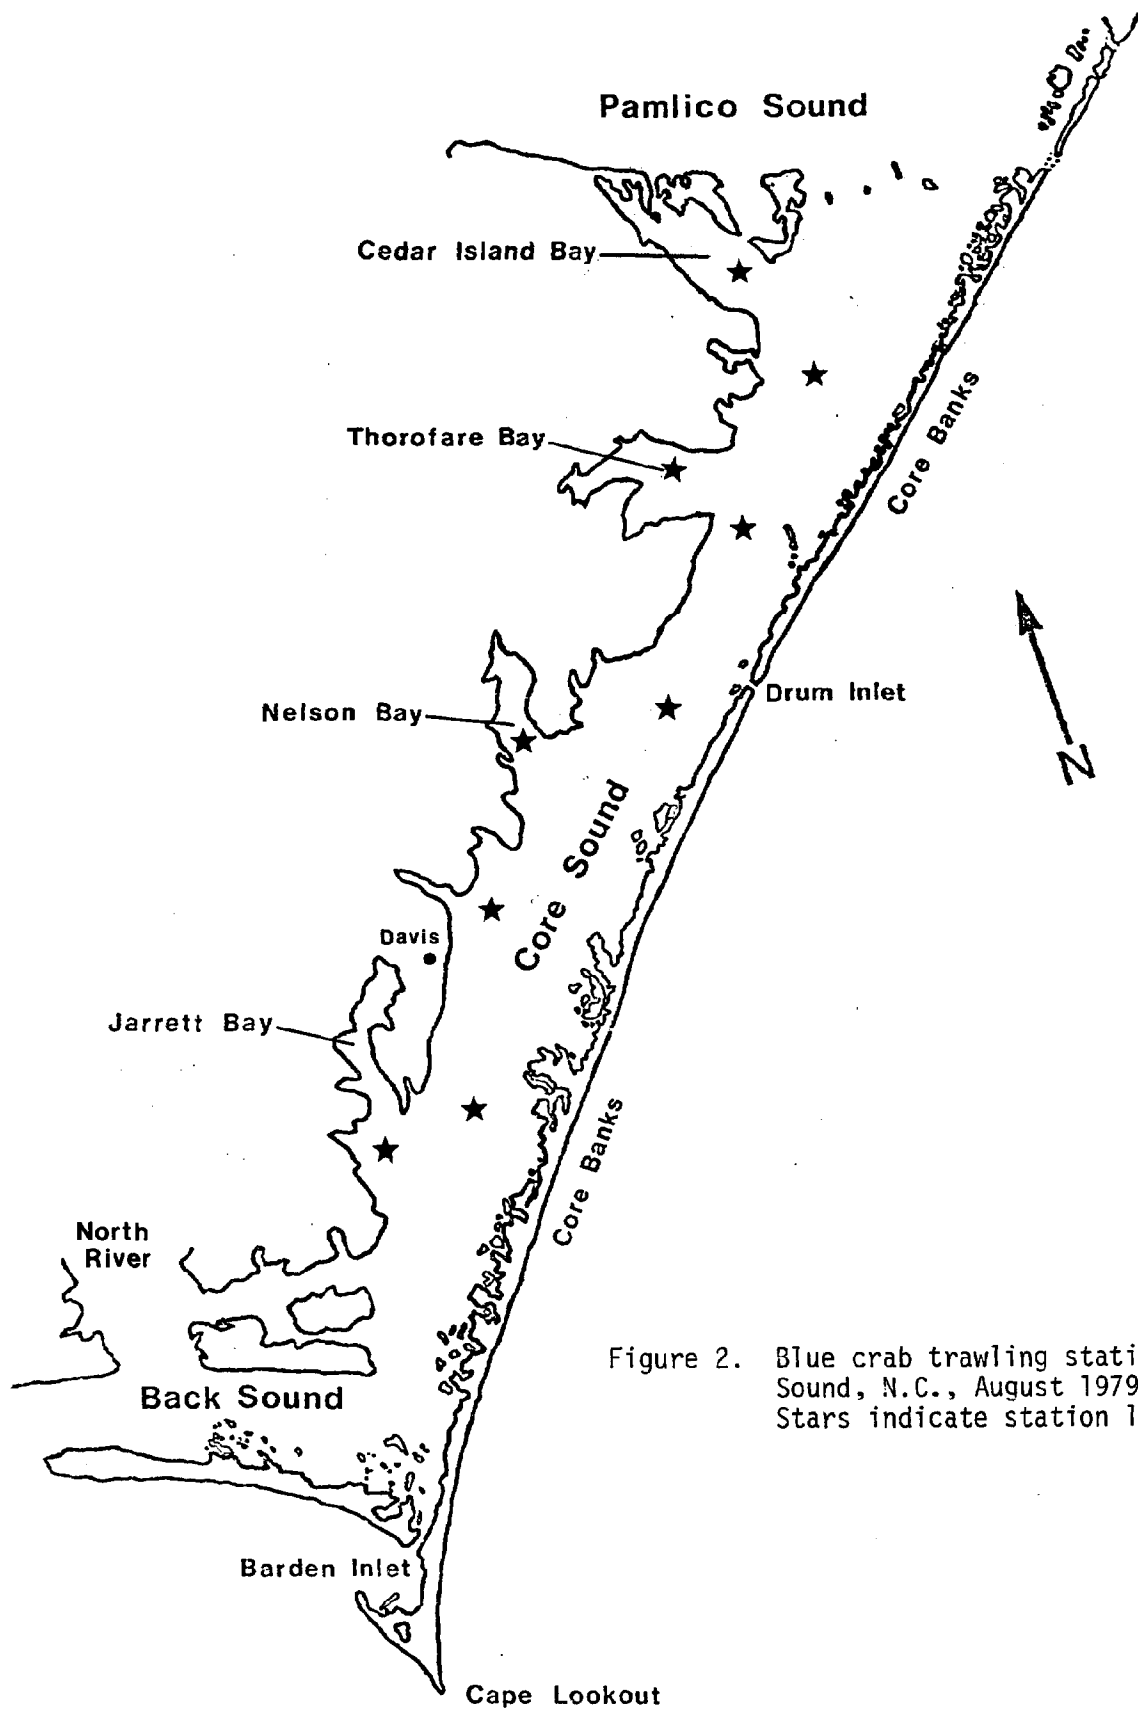 Pamlico Sound
Cedar Island Bay
Thorofare Bay
Core Banks
Nelson Bay
Drum Inlet
N
Core Sound
Davis
Jarrett Bay
Core Banks
North
River
Figure 2. Blue crab trawling
Sound, N.C., August 1979
Stars indicate station
Back Sound
Barden Inlet
Cape Lookout